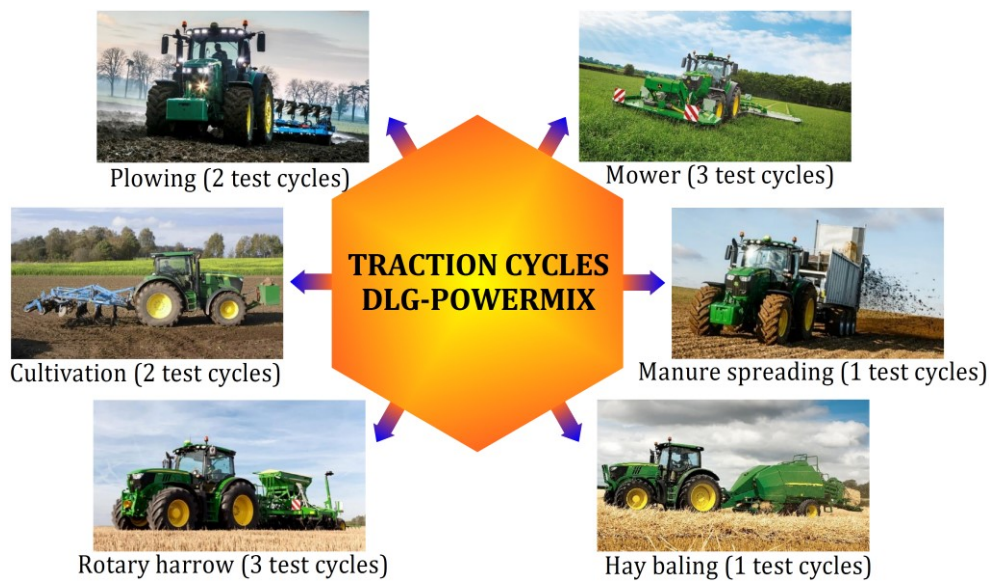 Plowing (2 test cycles)
Mower (3 test cycles)
TRACTION CYCLES
DLG-POWERMIX
Cultivation (2 test cycles)
Manure spreading (1 test cycles)
Rotary harrow (3 test cycles)
Hay baling (1 test cycles)